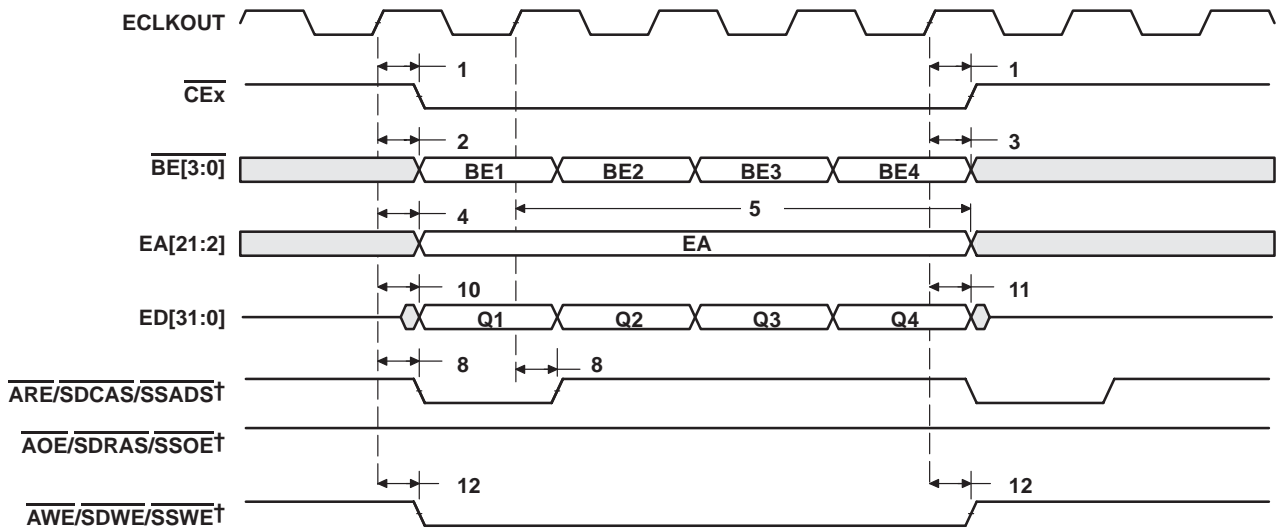 ECLKOUT
1 1
CEx
2 3
BE[3:0] BE1 BE2 BE3 BE4
4 5
EA[21:2] EA
10 11
ED[31:0] Q1 Q2 Q3 Q4
8 8
ARE/SDCAS/SSADS†
AOE/SDRAS/SSOE†
12 12
AWE/SDWE/SSWE†